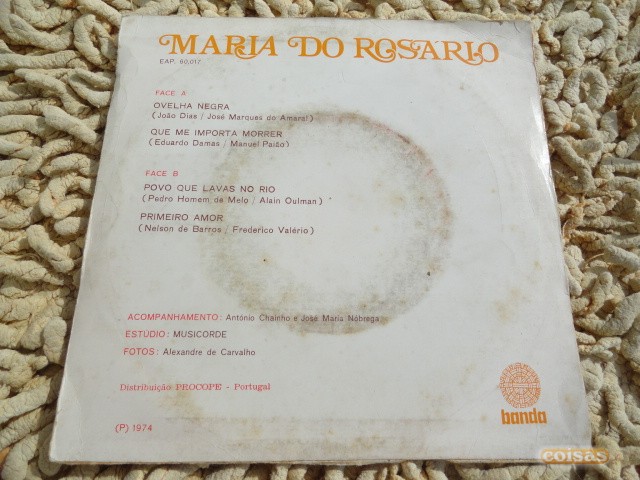 MARIA DO ROSARIO
EAP. 60.017
FACE A
OVELHA NEGRA
(João Dias / José Marques do Amaral)
QUE ME IMPORTA MORRER
(Eduardo Damas / Manuel Paião)
FACE B
POVO QUE LAVAS NO RIO
(Pedro Homem de Melo / Alain Oulman)
PRIMEIRO AMOR
(Nelson de Barros / Frederico Valério)
ACOMPANHAMENTO: António Chainho e José Maria Nóbrega
ESTÚDIO: MUSICORDE
FOTOS: Alexandre de Carvalho
Distribuição PROCOPE - Portugal
(P) 1974
banda
coisas